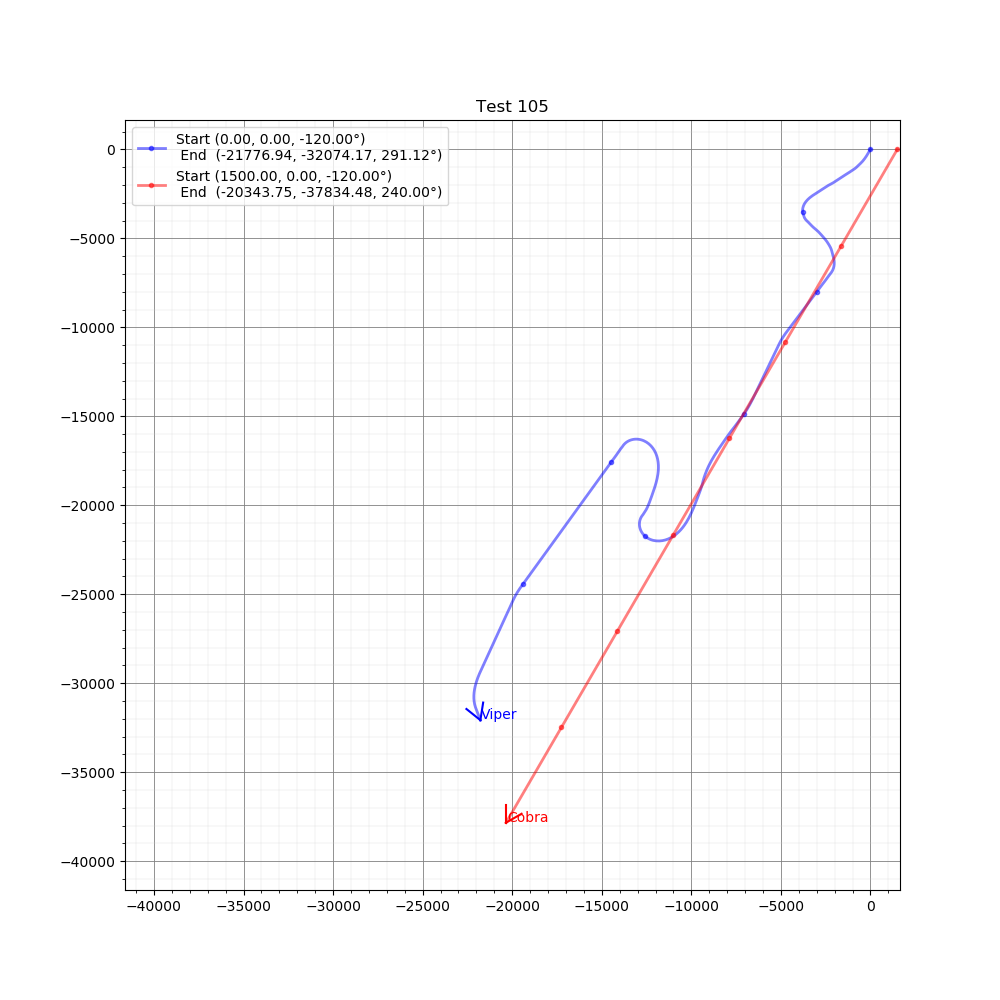 Test 105
Start (0.00, 0.00, -120.00°)
End (-21776.94, -32074.17, 291.12°)
Start (1500.00, 0.00, -120.00°)
End (-20343.75, -37834.48, 240.00°)
0
−5000
−10000
−15000
−20000
−25000
−30000
−35000
−40000
Viper
Cobra
−40000 −35000 −30000 −25000 −20000 −15000 −10000 −5000 0